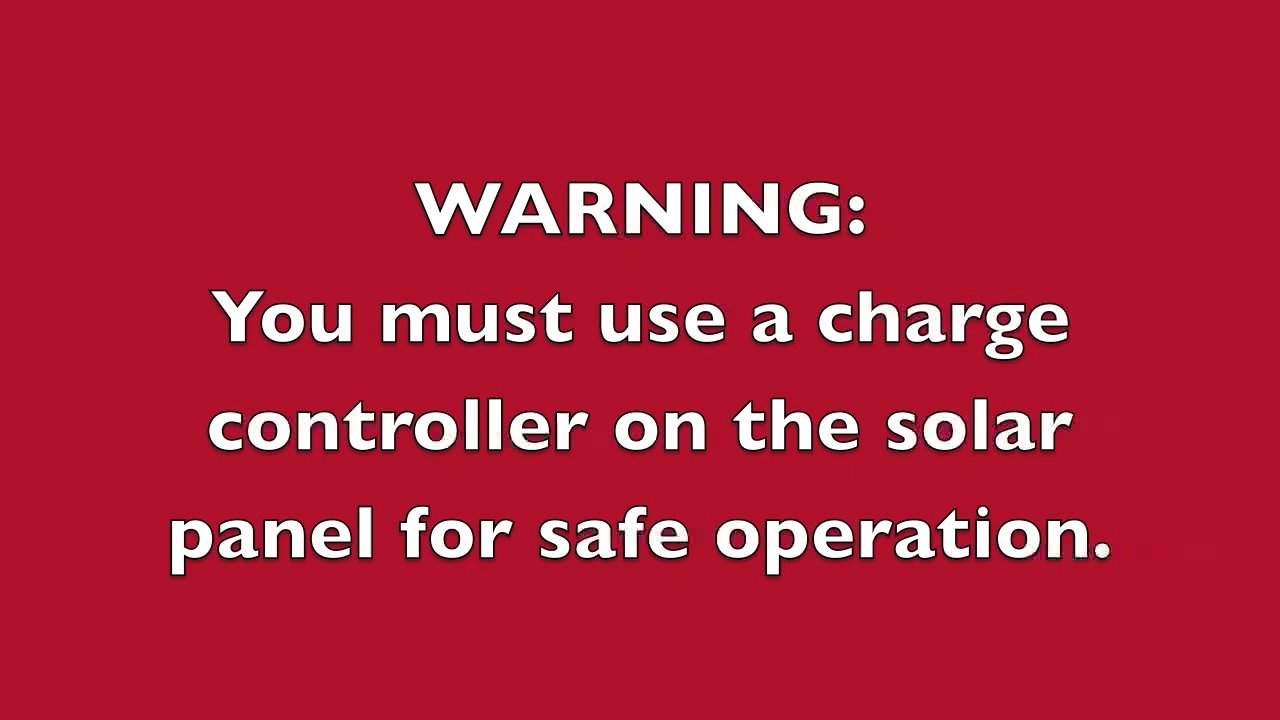 WARNING:
You must use a charge
controller on the solar
panel for safe operation.